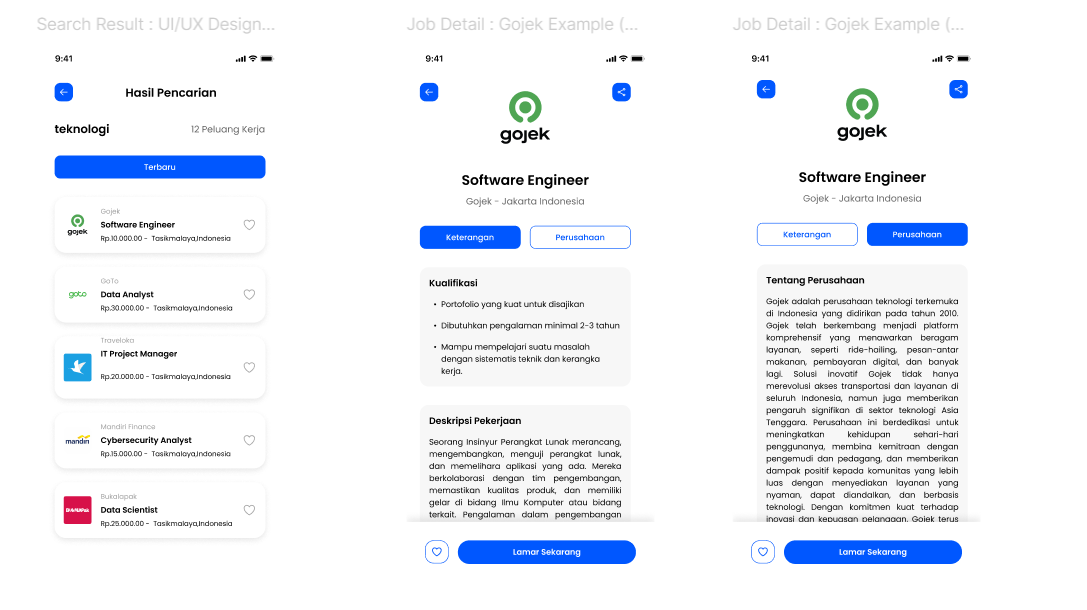 Search Result : UI/UX Design...
9:41
Hasil Pencarian
teknologi
12 Peluang Kerja
Terbaru
gojek
Gojek
Software Engineer
Rp.10.000.00 - Tasikmalaya,Indonesia
goto
GoTo
Data Analyst
Rp.30.000.00 - Tasikmalaya,Indonesia
Traveloka
IT Project Manager
Rp.20.000.00 - Tasikmalaya,Indonesia
mandiri
Mandiri Finance
Cybersecurity Analyst
Rp.15.000.00 - Tasikmalaya,Indonesia
Bukalapak
Data Scientist
Rp.25.000.00 - Tasikmalaya,Indonesia
Job Detail : Gojek Example (...
9:41
gojek
Software Engineer
Gojek - Jakarta Indonesia
Keterangan
Perusahaan
Kualifikasi
• Portofolio yang kuat untuk disajikan
• Dibutuhkan pengalaman minimal 2-3 tahun
• Mampu mempelajari suatu masalah
dengan sistematis teknik dan kerangka
kerja.
Deskripsi Pekerjaan
Seorang Insinyur Perangkat Lunak merancang,
mengembangkan, menguji perangkat lunak,
dan memelihara aplikasi yang ada. Mereka
berkolaborasi dengan tim pengembangan,
memastikan kualitas produk, dan memiliki
gelar di bidang Ilmu Komputer atau bidang
terkait. Pengalaman dalam pengembangan
Lamar Sekarang
Job Detail : Gojek Example (...
9:41
gojek
Software Engineer
Gojek - Jakarta Indonesia
Keterangan
Perusahaan
Tentang Perusahaan
Gojek adalah perusahaan teknologi terkemuka
di Indonesia yang didirikan pada tahun 2010.
Gojek telah berkembang menjadi platform
komprehensif yang menawarkan beragam
layanan, seperti ride-hailing, pesan-antar
makanan, pembayaran digital, dan banyak
lagi. Solusi inovatif Gojek tidak hanya
merevolusi akses transportasi dan layanan di
seluruh Indonesia, namun juga memberikan
pengaruh signifikan di sektor teknologi Asia
Tenggara. Perusahaan ini berdedikasi untuk
meningkatkan kehidupan sehari-hari
penggunanya, membina kemitraan dengan
pengemudi dan pedagang, dan memberikan
dampak positif kepada komunitas yang lebih
luas dengan menyediakan layanan yang
nyaman, dapat diandalkan, dan berbasis
teknologi. Dengan komitmen kuat terhadap
inovasi dan kepuasan pelanggan, Gojek terus
Lamar Sekarang